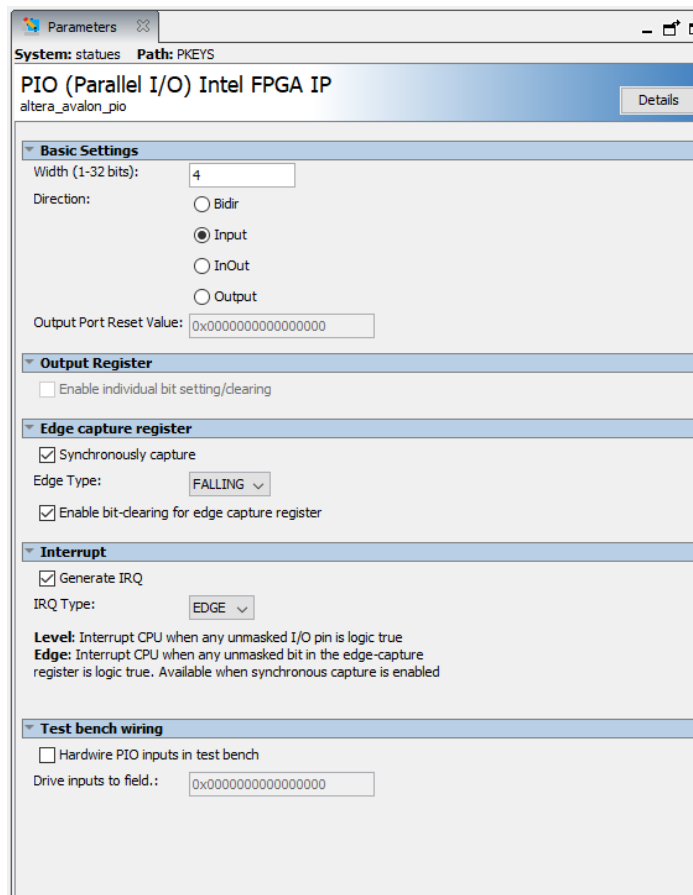 Parameters
System: statues Path: PKEYS
PIO (Parallel I/O) Intel FPGA IP
altera_avalon_pio
Details
Basic Settings
Width (1-32 bits): 4
Direction: Bidir
Input
InOut
Output
Output Port Reset Value: 0x0000000000000000
Output Register
Enable individual bit setting/clearing
Edge capture register
Synchronously capture
Edge Type: FALLING
Enable bit-clearing for edge capture register
Interrupt
Generate IRQ
IRQ Type: EDGE
Level: Interrupt CPU when any unmasked I/O pin is logic true
Edge: Interrupt CPU when any unmasked bit in the edge-capture
register is logic true. Available when synchronous capture is enabled
Test bench wiring
Hardwire PIO inputs in test bench
Drive inputs to field.: 0x0000000000000000